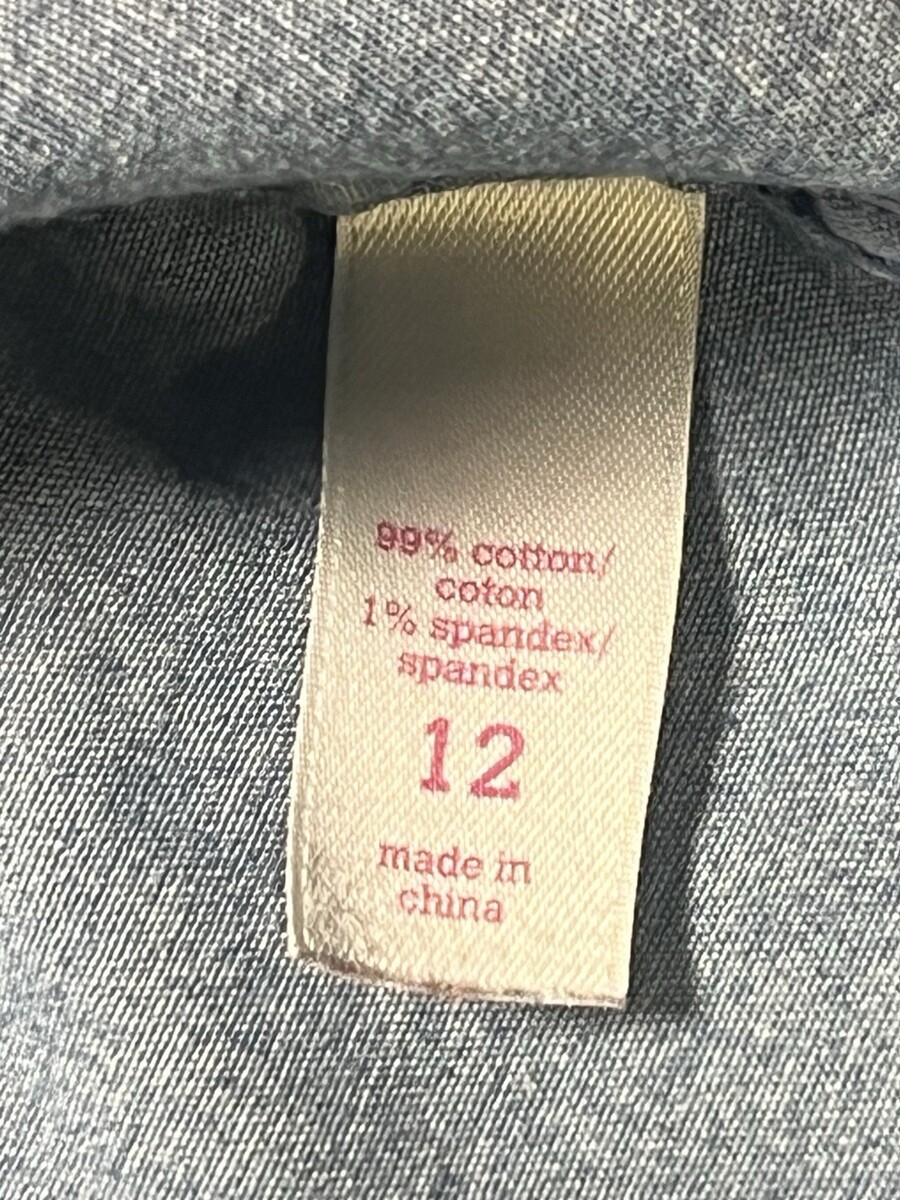 99% cotton/
coton
1% spandex/
spandex
12
made in
china